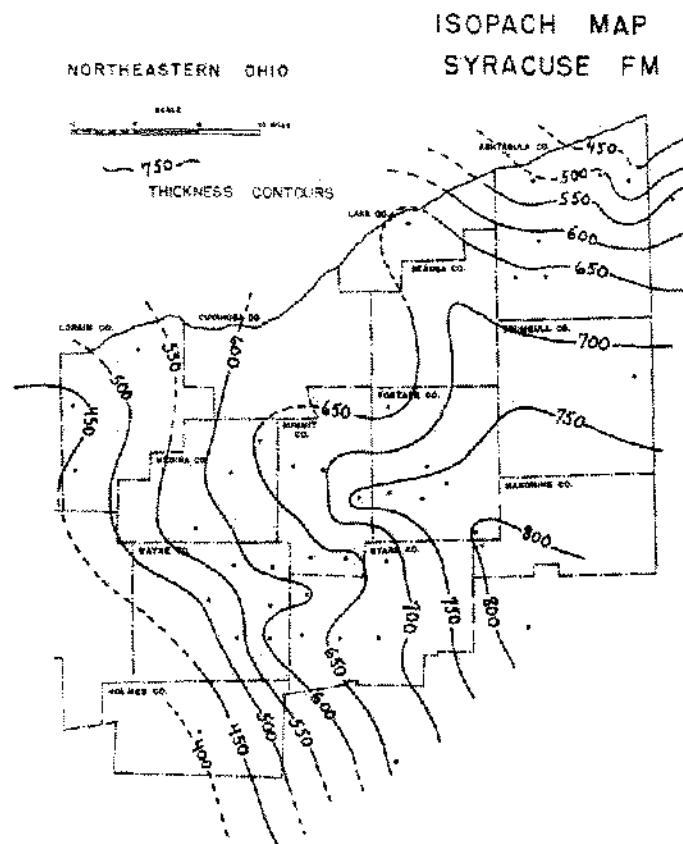 ISOPACH MAP
SYRACUSE FM
NORTHEASTERN OHIO
SCALE
750
THICKNESS CONTOURS
ASHTABULA CO.
450
500
550
600
650
LAKE CO.
GEAUGA CO.
CUYAHOGA CO.
LORAIN CO.
550
600
500
450
TRUMBULL CO.
700
650
PORTAGE CO.
SUMMIT CO.
750
MEDINA CO.
MAHONING CO.
800
WAYNE CO.
STARK CO.
700
750
800
650
600
HOLMES CO.
550
500
450
400